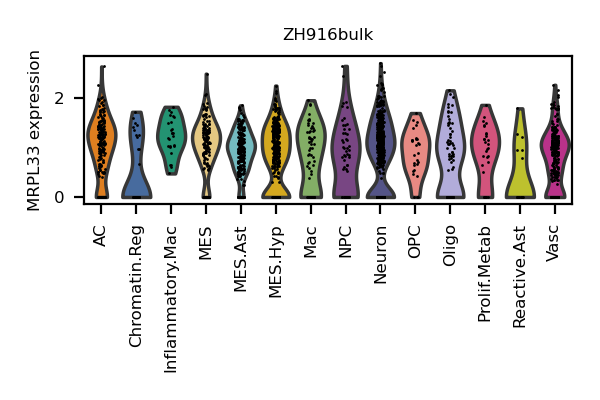 ZH916bulk
MRPL33 expression
2
0
AC
Chromatin.Reg
Inflammatory.Mac
MES
MES.Ast
MES.Hyp
Mac
NPC
Neuron
OPC
Oligo
Prolif.Metab
Reactive.Ast
Vasc